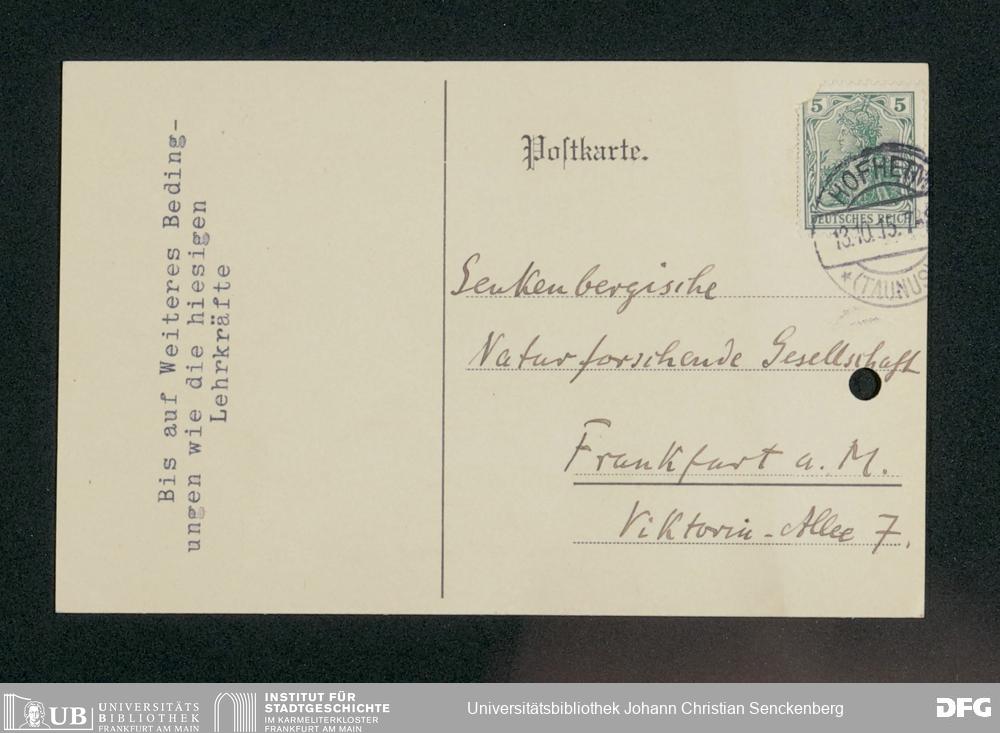 Bis auf Weiteres Beding-
ungen wie die hiesigen
Lehrkräfte
Postkarte.
5 5
DEUTSCHES REICH
HOFHEIM
13.10.15.
* (TAUNUS
Senkenbergische
Naturforschende Gesellschaft
Frankfurt a. M.
Viktoria-Allee 7.
UB UNIVERSITÄTS
BIBLIOTHEK
FRANKFURT AM MAIN
INSTITUT FÜR
STADTGESCHICHTE
IM KARMELITERKLOSTER
FRANKFURT AM MAIN
Universitätsbibliothek Johann Christian Senckenberg
DFG